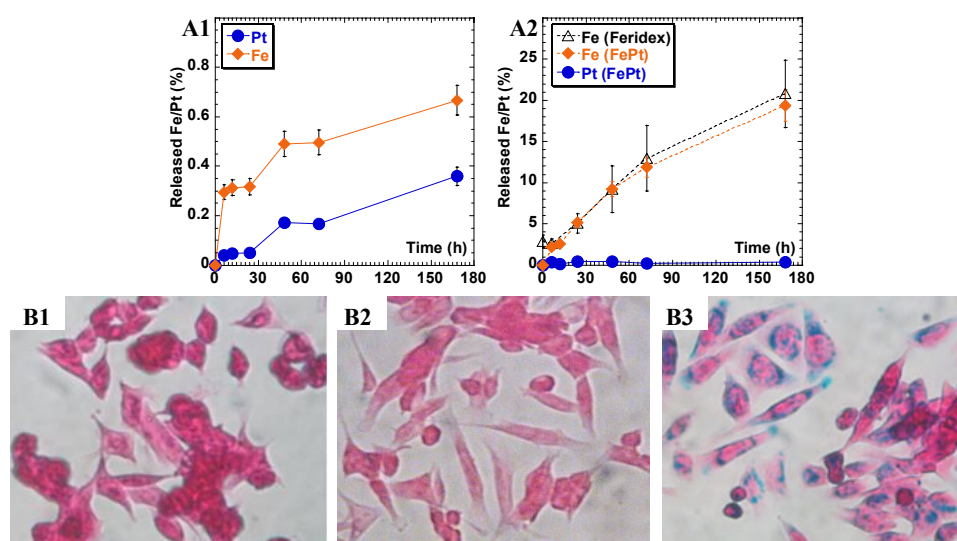 A1
Pt
Fe
Released Fe/Pt (%)
1
0.8
0.6
0.4
0.2
0
Time (h)
0 30 60 90 120 150 180
A2
Fe (Feridex)
Fe (FePt)
Pt (FePt)
Released Fe/Pt (%)
25
20
15
10
5
0
Time (h)
0 30 60 90 120 150 180
B1
B2
B3